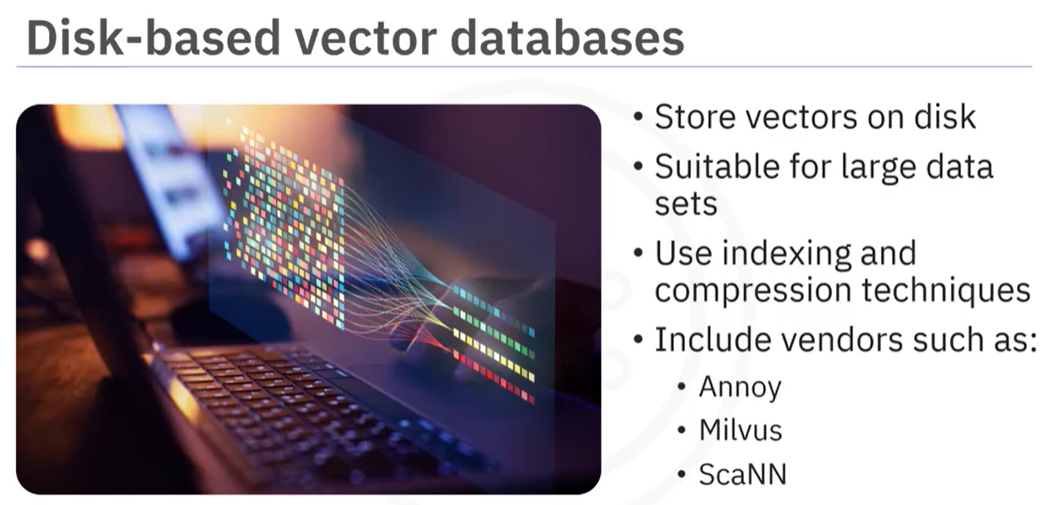 Disk-based vector databases
• Store vectors on disk
• Suitable for large data
sets
• Use indexing and
compression techniques
• Include vendors such as:
• Annoy
• Milvus
• ScaNN